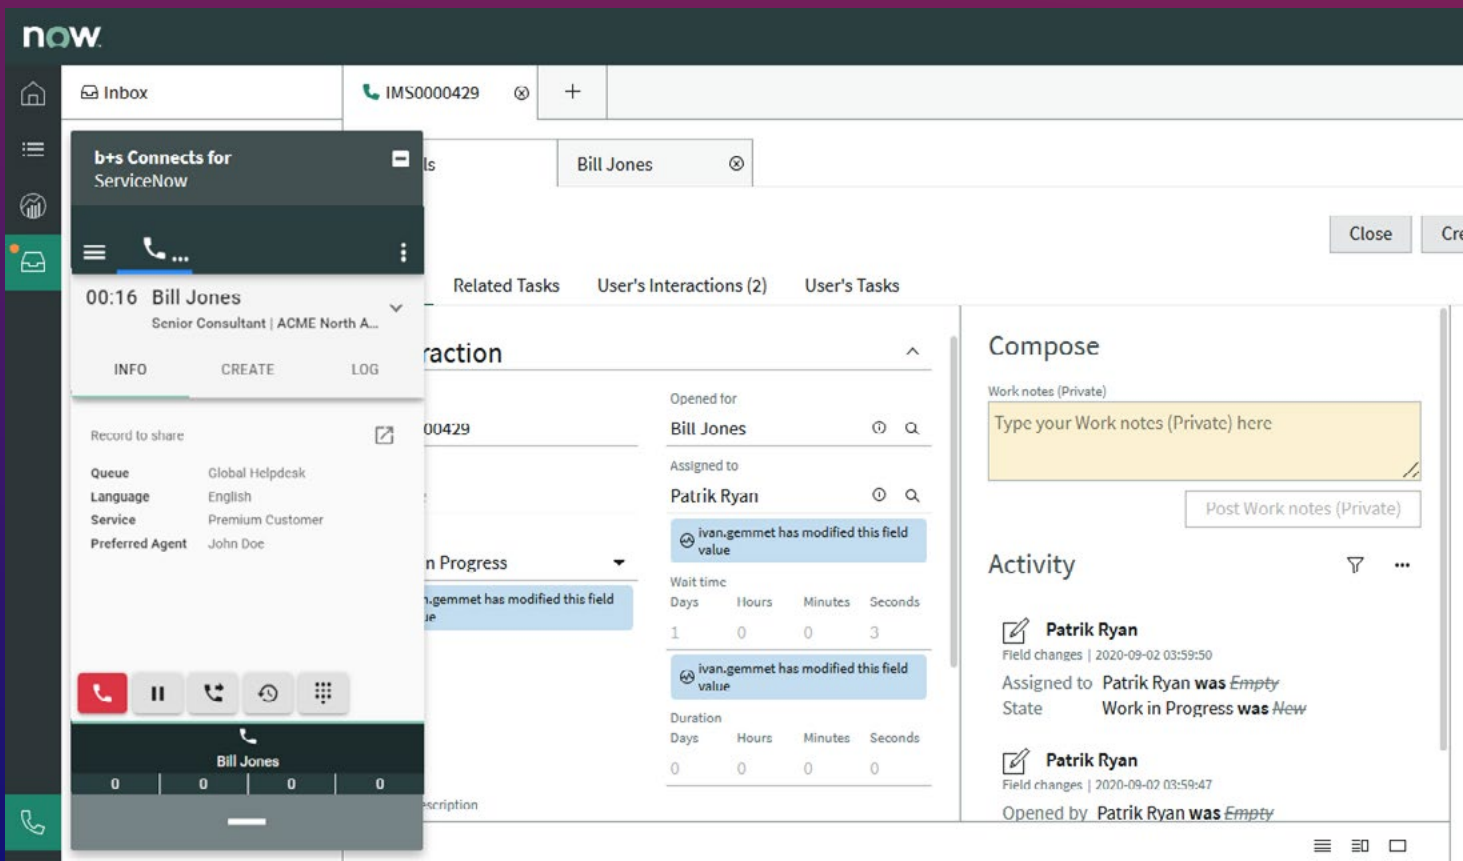 now.
Inbox
IMS0000429
b+s Connects for
ServiceNow
ls
Bill Jones
Close
Cre
Related Tasks
User's Interactions (2)
User's Tasks
00:16 Bill Jones
Senior Consultant | ACME North A...
INFO
CREATE
LOG
Record to share
Queue Global Helpdesk
Language English
Service Premium Customer
Preferred Agent John Doe
Bill Jones
0 0 0 0
raction
00429
n Progress
n.gemmet has modified this field
ue
escription
Opened for
Bill Jones
Assigned to
Patrik Ryan
ivan.gemmet has modified this field
value
Wait time
Days Hours Minutes Seconds
1 0 0 3
ivan.gemmet has modified this field
value
Duration
Days Hours Minutes Seconds
0 0 0 0
Compose
Work notes (Private)
Type your Work notes (Private) here
Post Work notes (Private)
Activity
Patrik Ryan
Field changes | 2020-09-02 03:59:50
Assigned to Patrik Ryan was Empty
State Work in Progress was New
Patrik Ryan
Field changes | 2020-09-02 03:59:47
Opened by Patrik Ryan was Empty